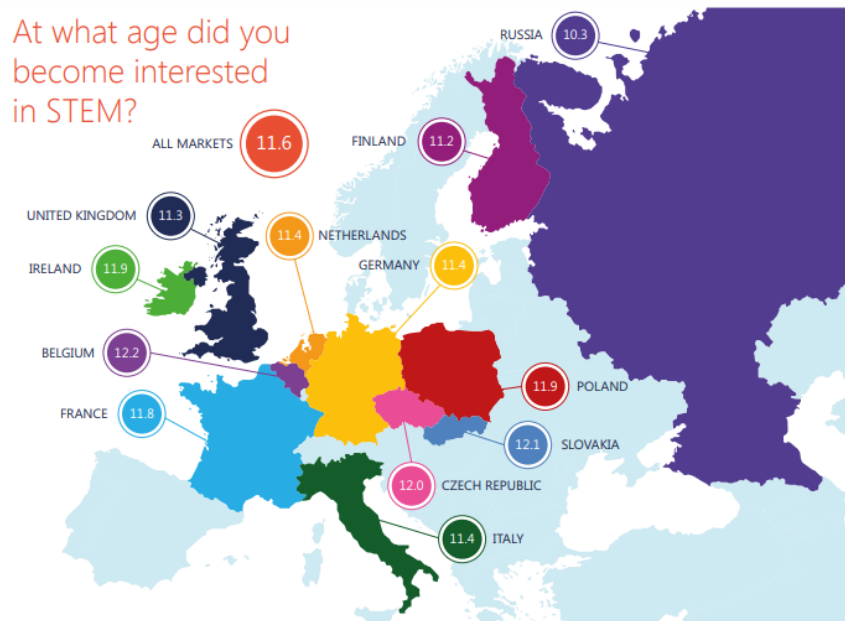 At what age did you
become interested
in STEM?
RUSSIA 10.3
ALL MARKETS 11.6
FINLAND 11.2
UNITED KINGDOM 11.3
NETHERLANDS 11.4
IRELAND 11.9
GERMANY 11.4
BELGIUM 12.2
11.9 POLAND
FRANCE 11.8
12.1 SLOVAKIA
12.0 CZECH REPUBLIC
11.4 ITALY